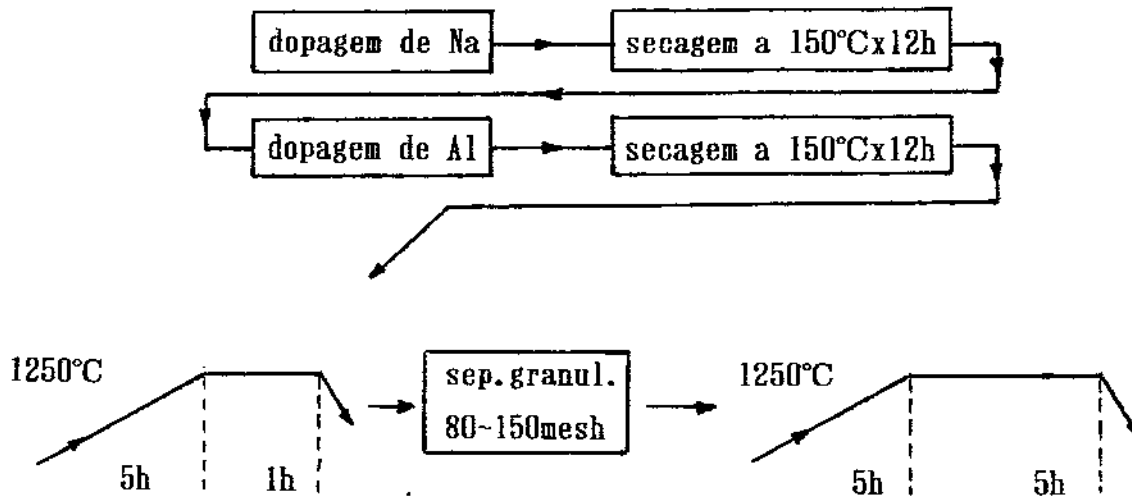 dopagem de Na
secagem a 150°Cx12h
dopagem de Al
secagem a 150°Cx12h
1250°C
sep.granul.
80~150mesh
1250°C
5h
1h
5h
5h